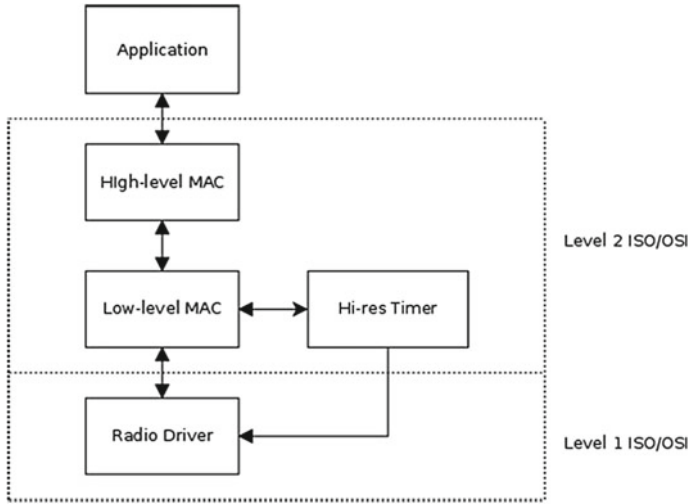 Application
HIgh-level MAC
Level 2 ISO/OSI
Low-level MAC
Hi-res Timer
Radio Driver
Level 1 ISO/OSI